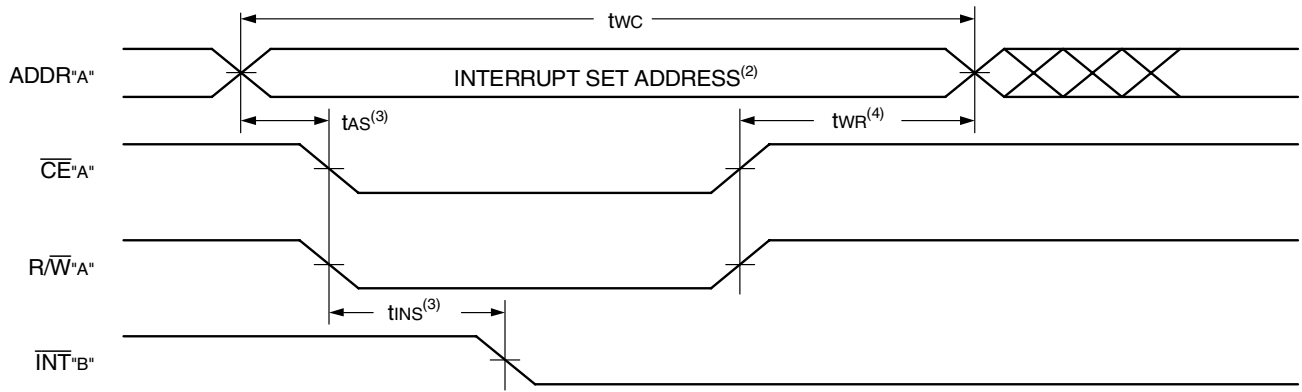 tWC
ADDR"A"
INTERRUPT SET ADDRESS(2)
tAS(3)
tWR(4)
CE"A"
R/W"A"
tINS(3)
INT"B"